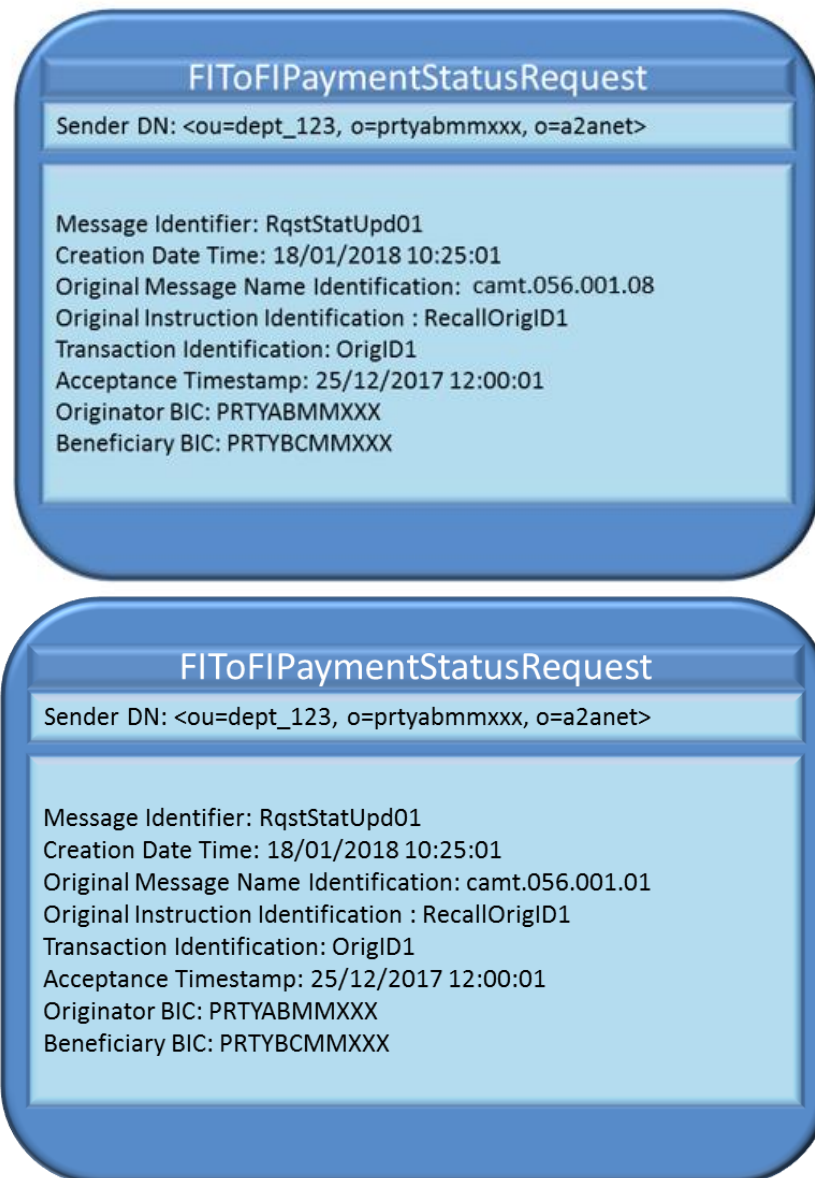 FIToFIPaymentStatusRequest
Sender DN: <ou=dept_123, o=prtyabmmxxx, o=a2anet>
Message Identifier: RqstStatUpd01
Creation Date Time: 18/01/2018 10:25:01
Original Message Name Identification: camt.056.001.08
Original Instruction Identification : RecallOrigID1
Transaction Identification: OrigID1
Acceptance Timestamp: 25/12/2017 12:00:01
Originator BIC: PRTYABMMXXX
Beneficiary BIC: PRTYBCMMXXX
FIToFIPaymentStatusRequest
Sender DN: <ou=dept_123, o=prtyabmmxxx, o=a2anet>
Message Identifier: RqstStatUpd01
Creation Date Time: 18/01/2018 10:25:01
Original Message Name Identification: camt.056.001.01
Original Instruction Identification : RecallOrigID1
Transaction Identification: OrigID1
Acceptance Timestamp: 25/12/2017 12:00:01
Originator BIC: PRTYABMMXXX
Beneficiary BIC: PRTYBCMMXXX